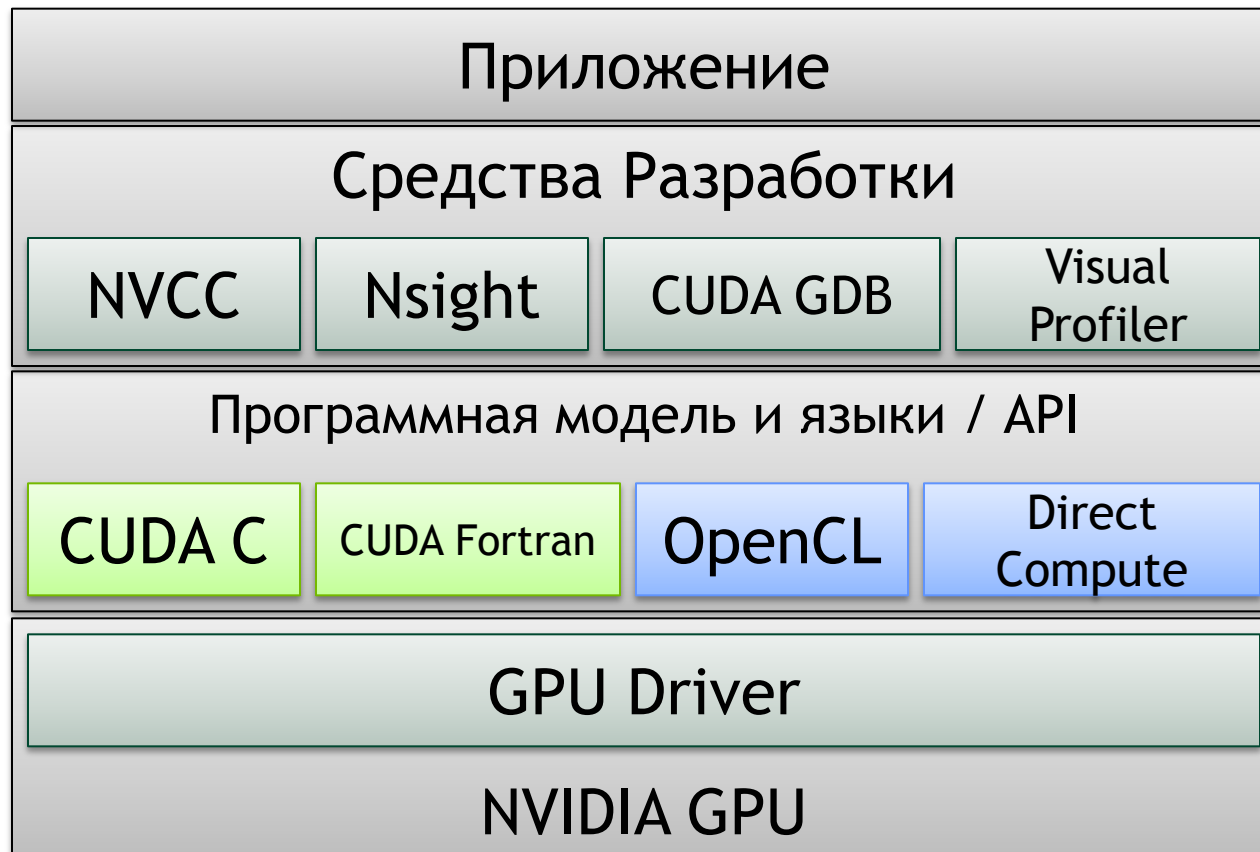 Приложение
Средства Разработки
NVCC
Nsight
CUDA GDB
Visual
Profiler
Программная модель и языки / API
CUDA C
CUDA Fortran
OpenCL
Direct
Compute
GPU Driver
NVIDIA GPU